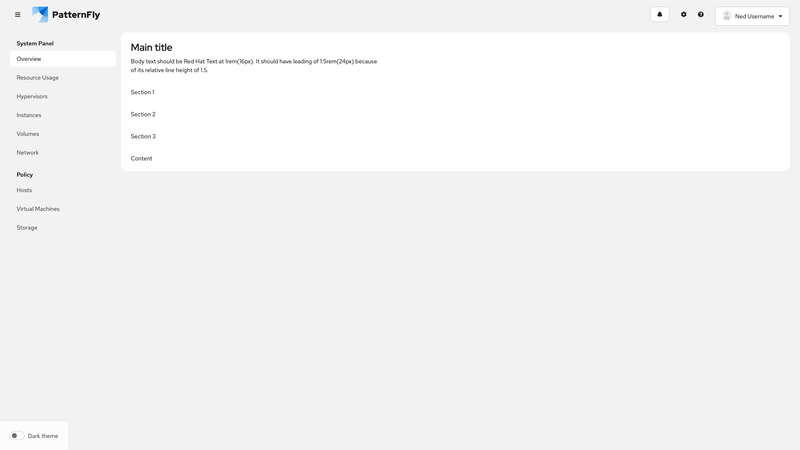 PatternFly
Ned Username
System Panel
Overview
Resource Usage
Hypervisors
Instances
Volumes
Network
Policy
Hosts
Virtual Machines
Storage
Main title
Body text should be Red Hat Text at 1rem(16px). It should have leading of 1.5rem(24px) because
of its relative line height of 1.5.
Section 1
Section 2
Section 3
Content
Dark theme